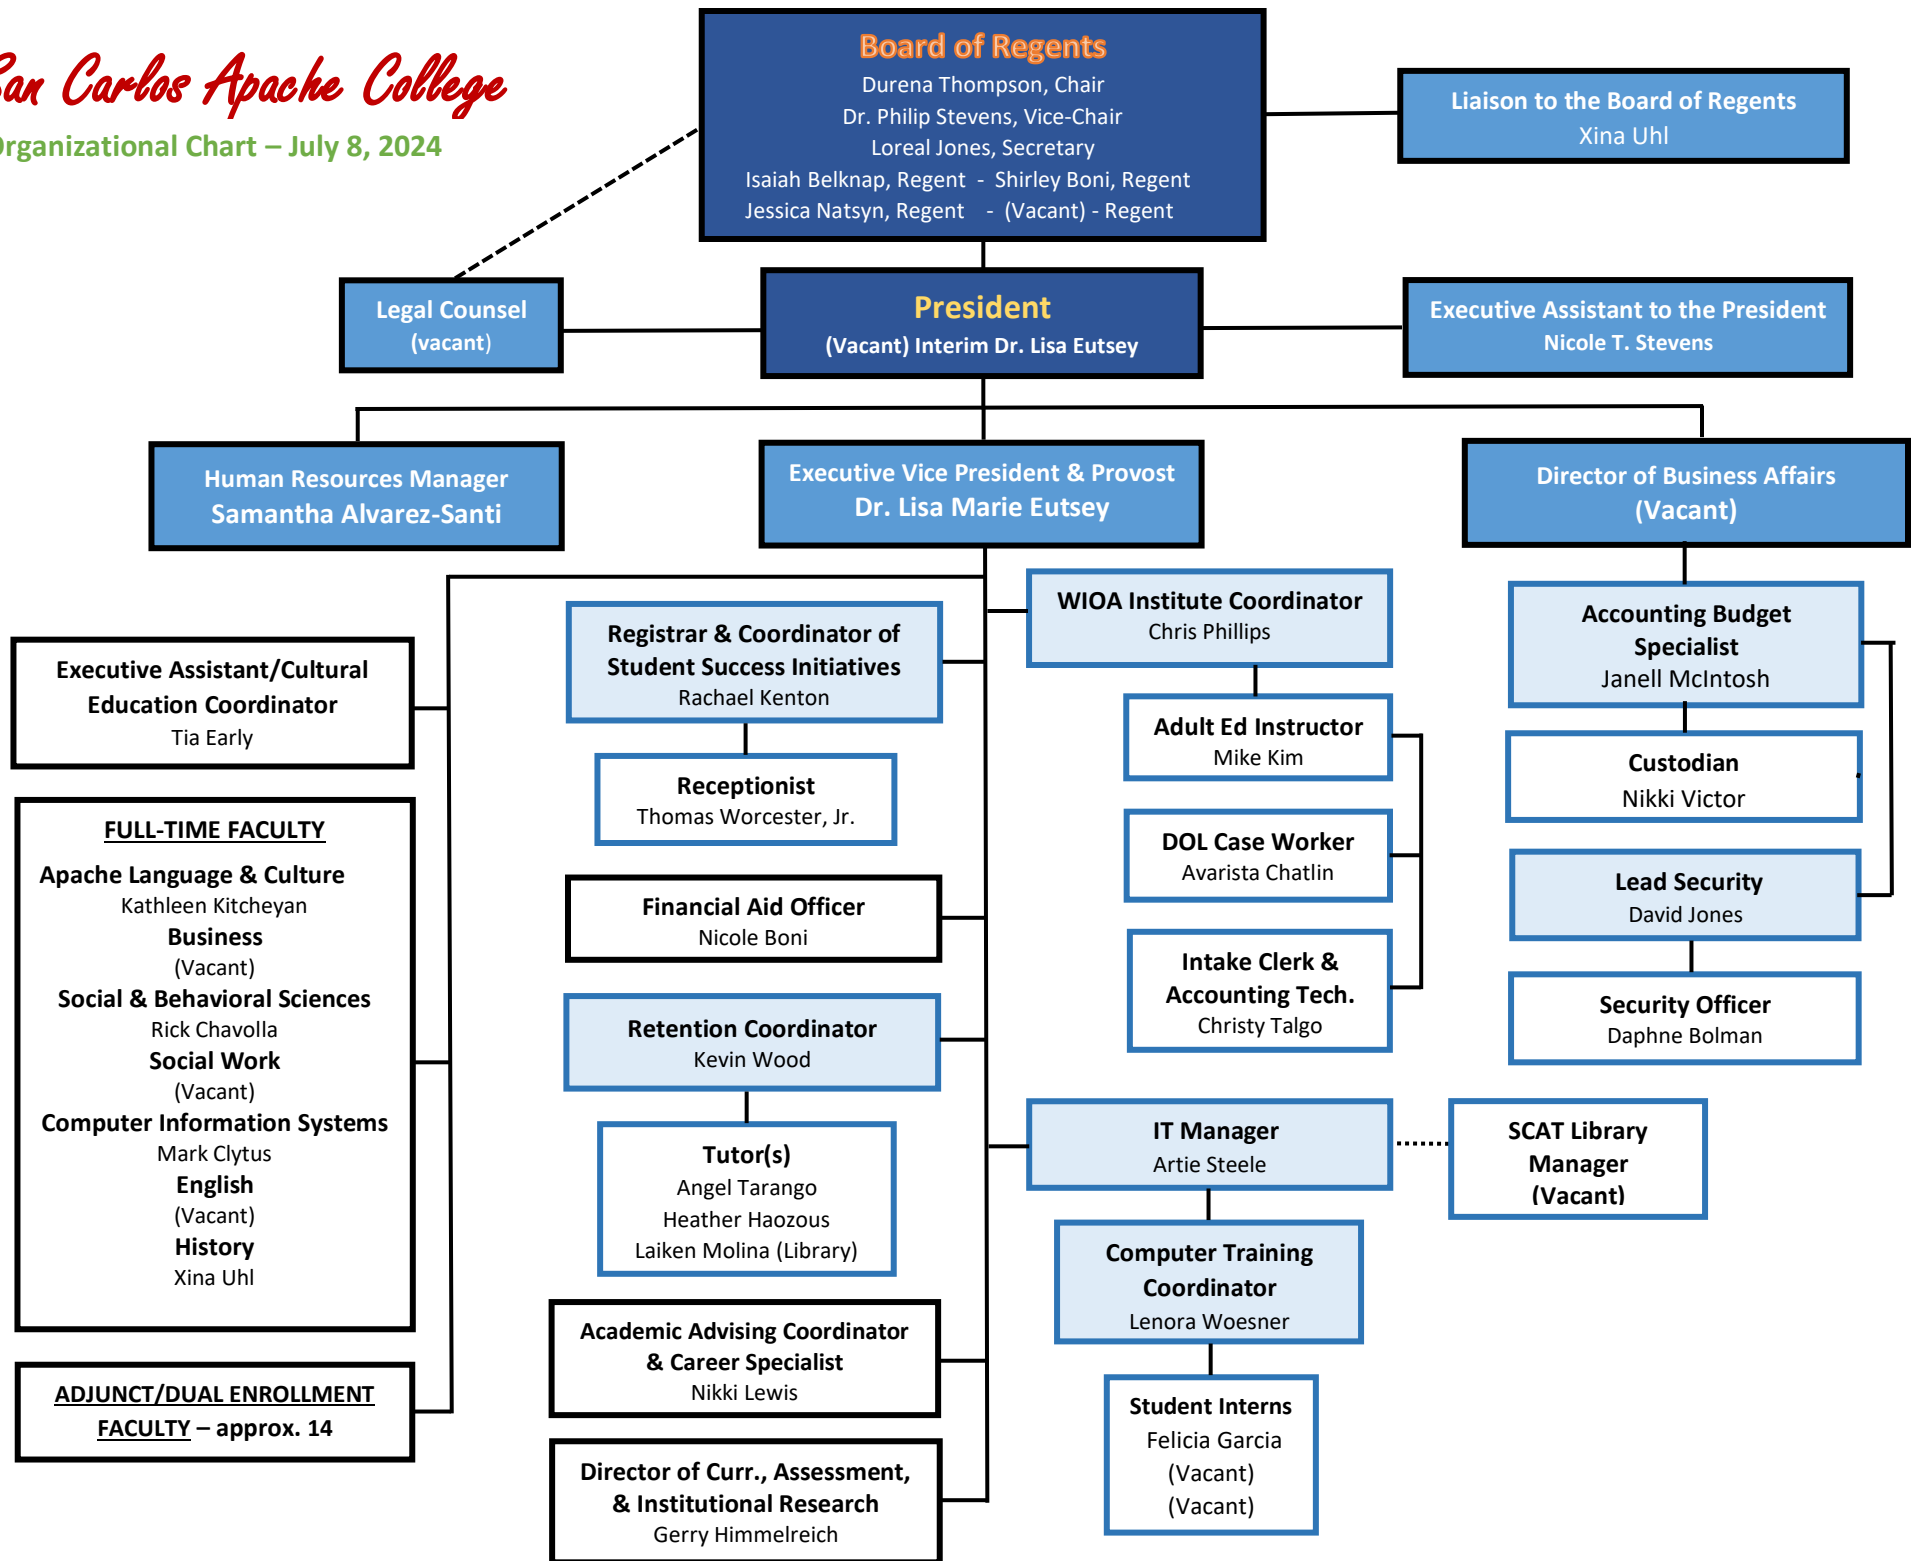 San Carlos Apache College
Organizational Chart – July 8, 2024
Board of Regents
Durena Thompson, Chair
Dr. Philip Stevens, Vice-Chair
Loreal Jones, Secretary
Isaiah Belknap, Regent - Shirley Boni, Regent
Jessica Natsyn, Regent - (Vacant) - Regent
Liaison to the Board of Regents
Xina Uhl
Legal Counsel
(vacant)
President
(Vacant) Interim Dr. Lisa Eutsey
Executive Assistant to the President
Nicole T. Stevens
Human Resources Manager
Samantha Alvarez-Santi
Executive Vice President & Provost
Dr. Lisa Marie Eutsey
Director of Business Affairs
(Vacant)
Executive Assistant/Cultural
Education Coordinator
Tia Early
FULL-TIME FACULTY
Apache Language & Culture
Kathleen Kitcheyan
Business
(Vacant)
Social & Behavioral Sciences
Rick Chavolla
Social Work
(Vacant)
Computer Information Systems
Mark Clytus
English
(Vacant)
History
Xina Uhl
ADJUNCT/DUAL ENROLLMENT
FACULTY – approx. 14
Registrar & Coordinator of
Student Success Initiatives
Rachael Kenton
Receptionist
Thomas Worcester, Jr.
Financial Aid Officer
Nicole Boni
Retention Coordinator
Kevin Wood
Tutor(s)
Angel Tarango
Heather Haozous
Laiken Molina (Library)
Academic Advising Coordinator
& Career Specialist
Nikki Lewis
Director of Curr., Assessment,
& Institutional Research
Gerry Himmelreich
WIOA Institute Coordinator
Chris Phillips
Adult Ed Instructor
Mike Kim
DOL Case Worker
Avarista Chatlin
Intake Clerk &
Accounting Tech.
Christy Talgo
IT Manager
Artie Steele
SCAT Library
Manager
(Vacant)
Computer Training
Coordinator
Lenora Woesner
Student Interns
Felicia Garcia
(Vacant)
(Vacant)
Accounting Budget
Specialist
Janell McIntosh
Custodian
Nikki Victor
Lead Security
David Jones
Security Officer
Daphne Bolman